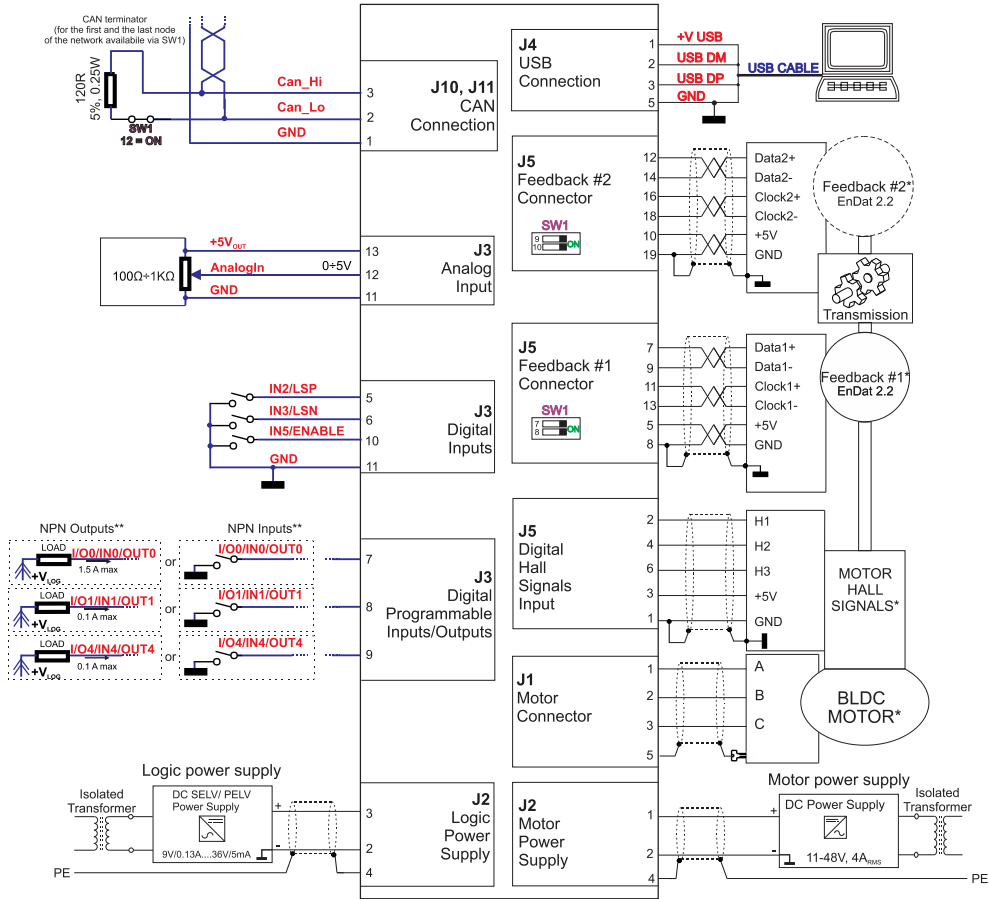 CAN terminator
(for the first and the last node
of the network availabile via SW1)
120R
5%, 0.25W
SW1
12 = ON
Can_Hi
Can_Lo
GND
3
2
1
J10, J11
CAN
Connection
J4
USB
Connection
1
2
3
5
+V USB
USB DM
USB DP
GND
USB CABLE
J5
Feedback #2
Connector
SW1
9
10
ON
12
14
16
18
10
19
Data2+
Data2-
Clock2+
Clock2-
+5V
GND
Feedback #2*
EnDat 2.2
Transmission
100Ω÷1KΩ
+5VOUT
AnalogIn
0÷5V
GND
13
12
11
J3
Analog
Input
J5
Feedback #1
Connector
SW1
7
8
ON
7
9
11
13
5
8
Data1+
Data1-
Clock1+
Clock1-
+5V
GND
Feedback #1*
EnDat 2.2
IN2/LSP
IN3/LSN
IN5/ENABLE
GND
5
6
10
11
J3
Digital
Inputs
J5
Digital
Hall
Signals
Input
2
4
6
3
1
H1
H2
H3
+5V
GND
MOTOR
HALL
SIGNALS*
NPN Outputs**
NPN Inputs**
LOAD
I/O0/IN0/OUT0
1.5 A max
+VLOG
or
I/O0/IN0/OUT0
7
LOAD
I/O1/IN1/OUT1
0.1 A max
+VLOG
or
I/O1/IN1/OUT1
8
LOAD
I/O4/IN4/OUT4
0.1 A max
+VLOG
or
I/O4/IN4/OUT4
9
J3
Digital
Programmable
Inputs/Outputs
J1
Motor
Connector
1
2
3
5
A
B
C
BLDC
MOTOR*
Logic power supply
Isolated
Transformer
DC SELV/ PELV
Power Supply
9V/0.13A....36V/5mA
+
-
PE
3
2
4
J2
Logic
Power
Supply
J2
Motor
Power
Supply
1
2
4
Motor power supply
+
-
DC Power Supply
11-48V, 4ARMS
Isolated
Transformer
PE